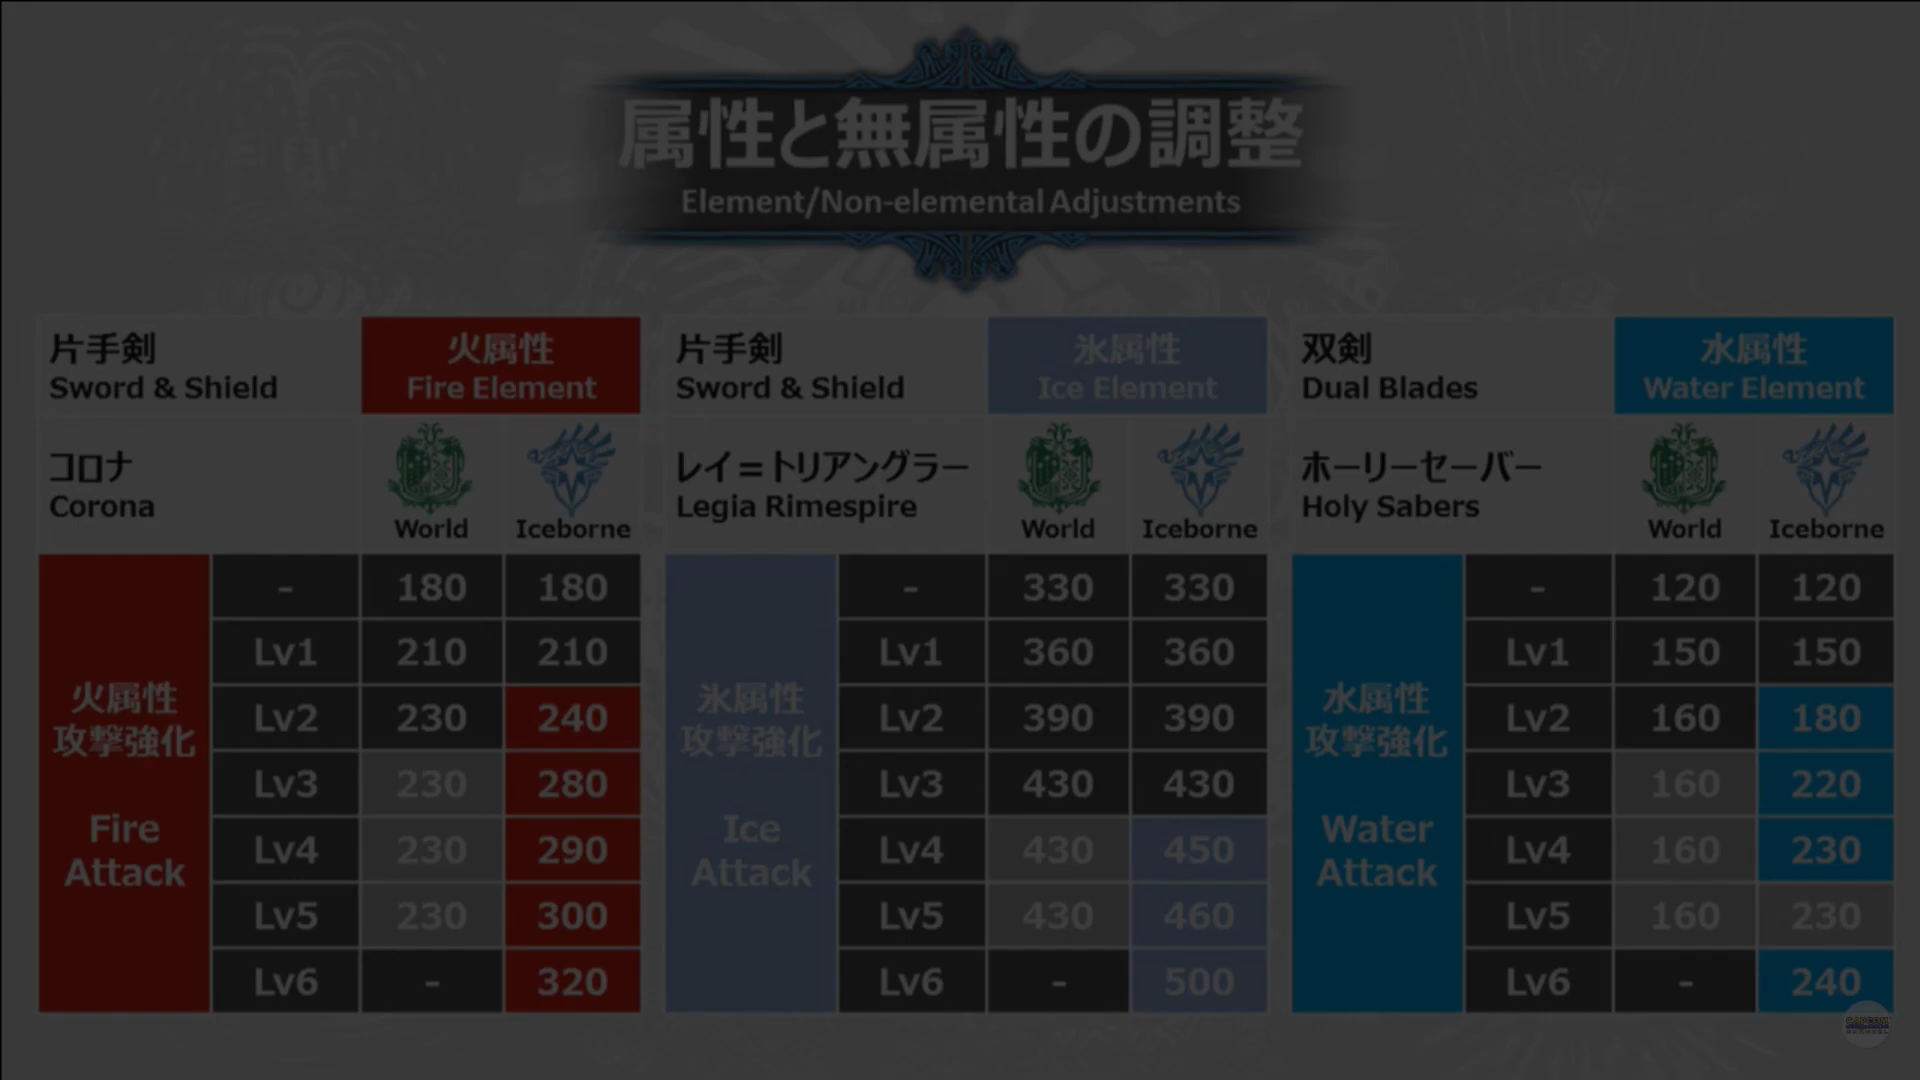 属性と無属性の調整
Element/Non-elemental Adjustments
片手剣
Sword & Shield
火属性
Fire Element
コロナ
Corona
World
Iceborne
火属性
攻撃強化
Fire
Attack
- 180 180
Lv1 210 210
Lv2 230 240
Lv3 230 280
Lv4 230 290
Lv5 230 300
Lv6 - 320
片手剣
Sword & Shield
氷属性
Ice Element
レイ=トリアングラー
Legia Rimespire
World
Iceborne
氷属性
攻撃強化
Ice
Attack
- 330 330
Lv1 360 360
Lv2 390 390
Lv3 430 430
Lv4 430 450
Lv5 430 460
Lv6 - 500
双剣
Dual Blades
水属性
Water Element
ホーリーセーバー
Holy Sabers
World
Iceborne
水属性
攻撃強化
Water
Attack
- 120 120
Lv1 150 150
Lv2 160 180
Lv3 160 220
Lv4 160 230
Lv5 160 230
Lv6 - 240
CAPCOM
CHANNEL